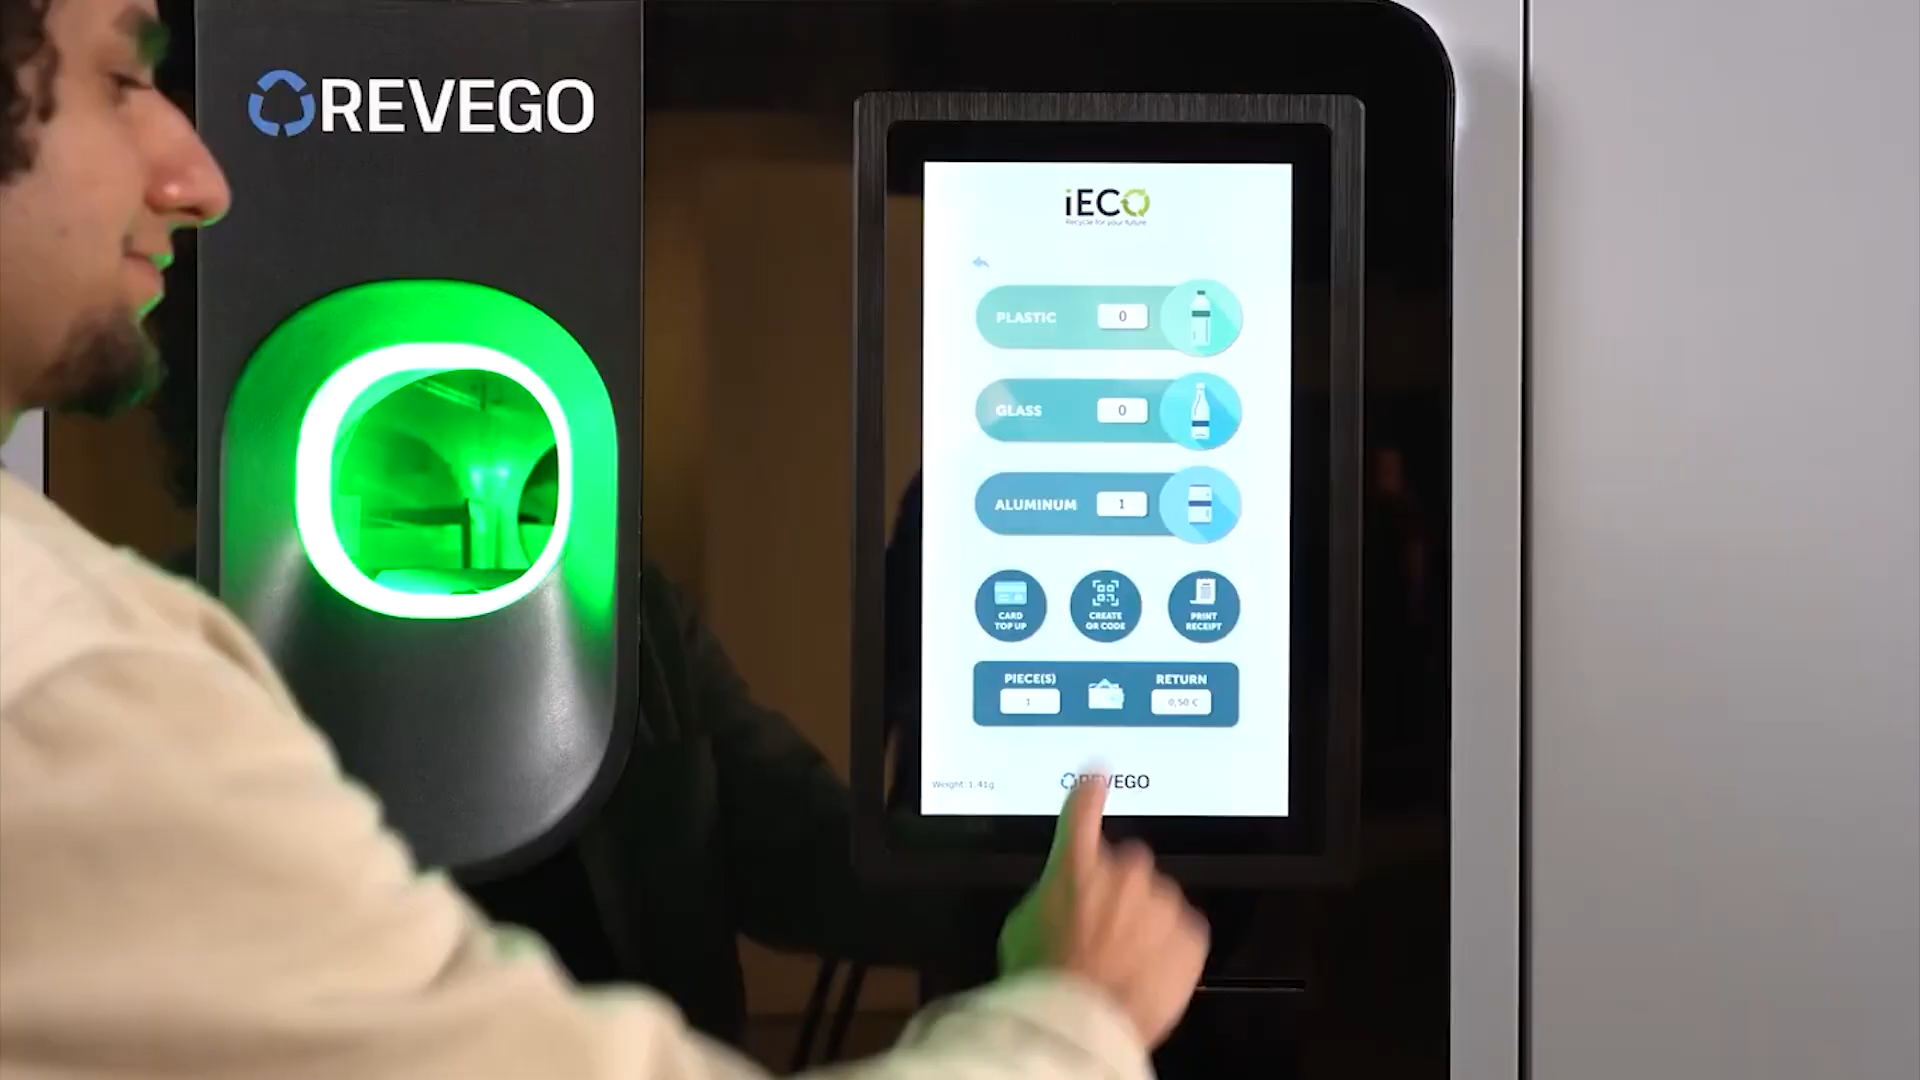 REVEGO
iECO
Recycle for your future
PLASTIC 0
GLASS 0
ALUMINUM 1
CARD
TOP UP
CREATE
QR CODE
PRINT
RECEIPT
PIECE(S)
1
RETURN
0,50 €
Weight: 1.41g
REVEGO